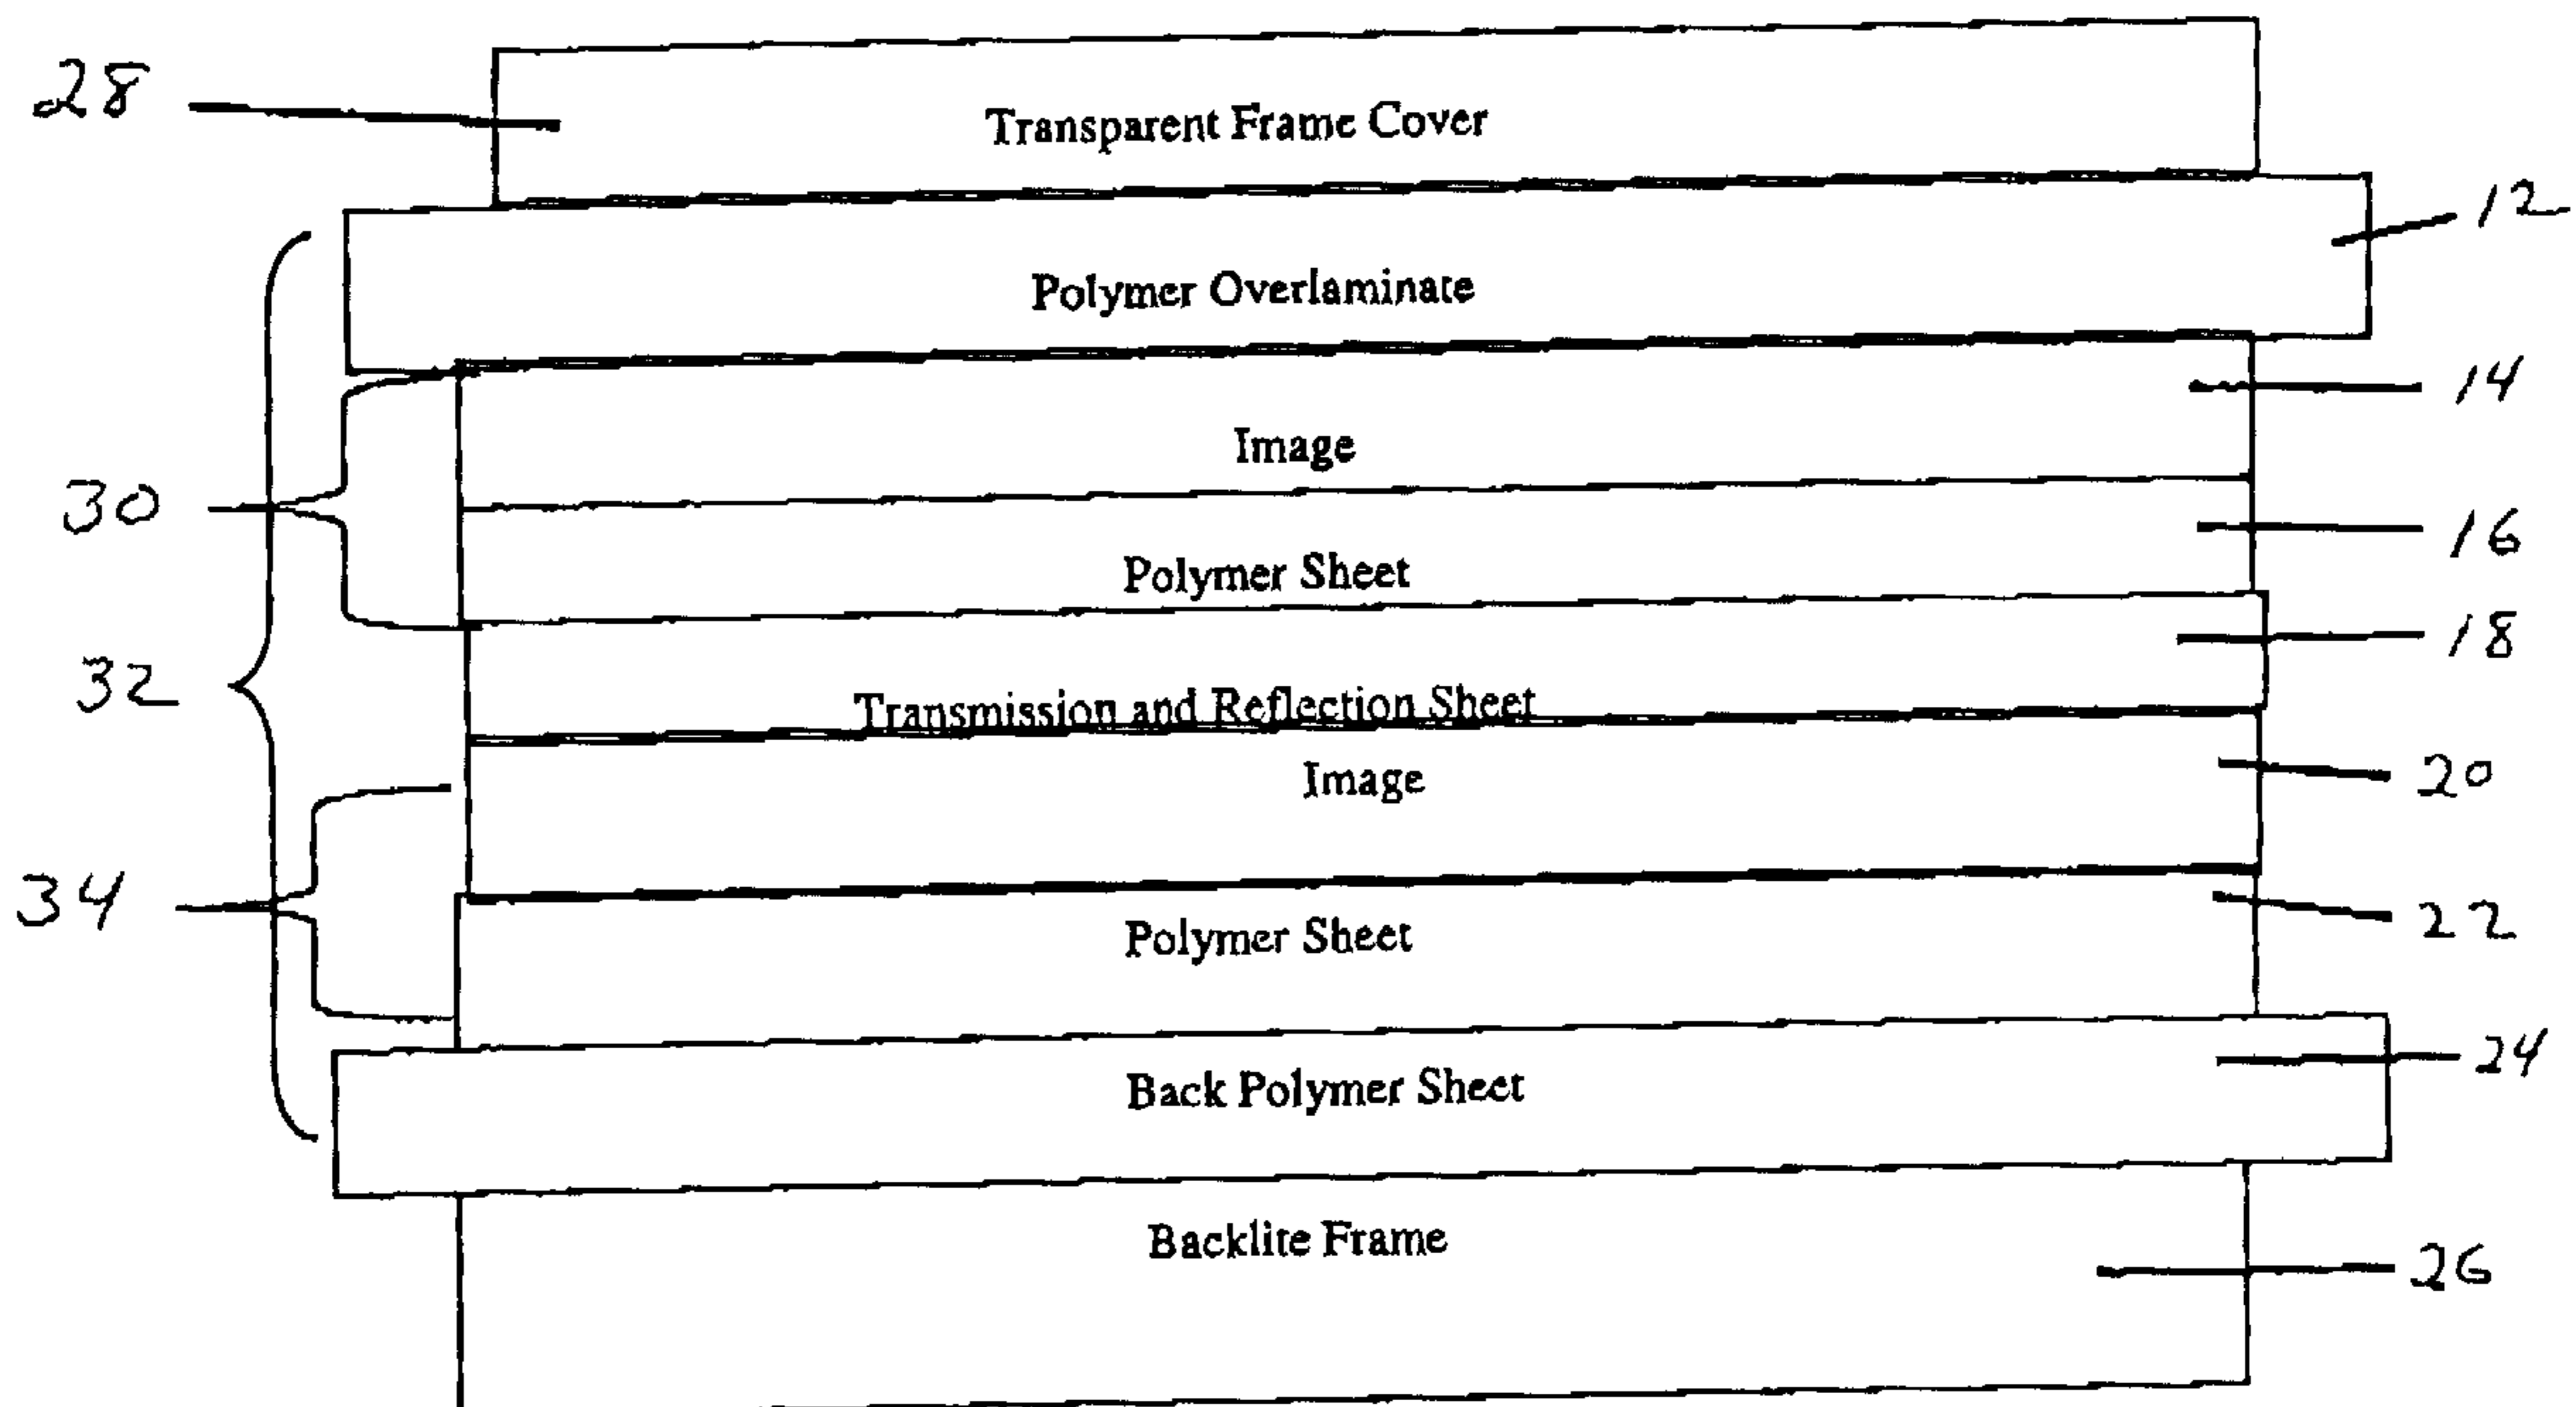 28
Transparent Frame Cover
12
Polymer Overlaminate
14
Image
30
16
Polymer Sheet
18
32
Transmission and Reflection Sheet
20
Image
34
22
Polymer Sheet
24
Back Polymer Sheet
Backlite Frame
26